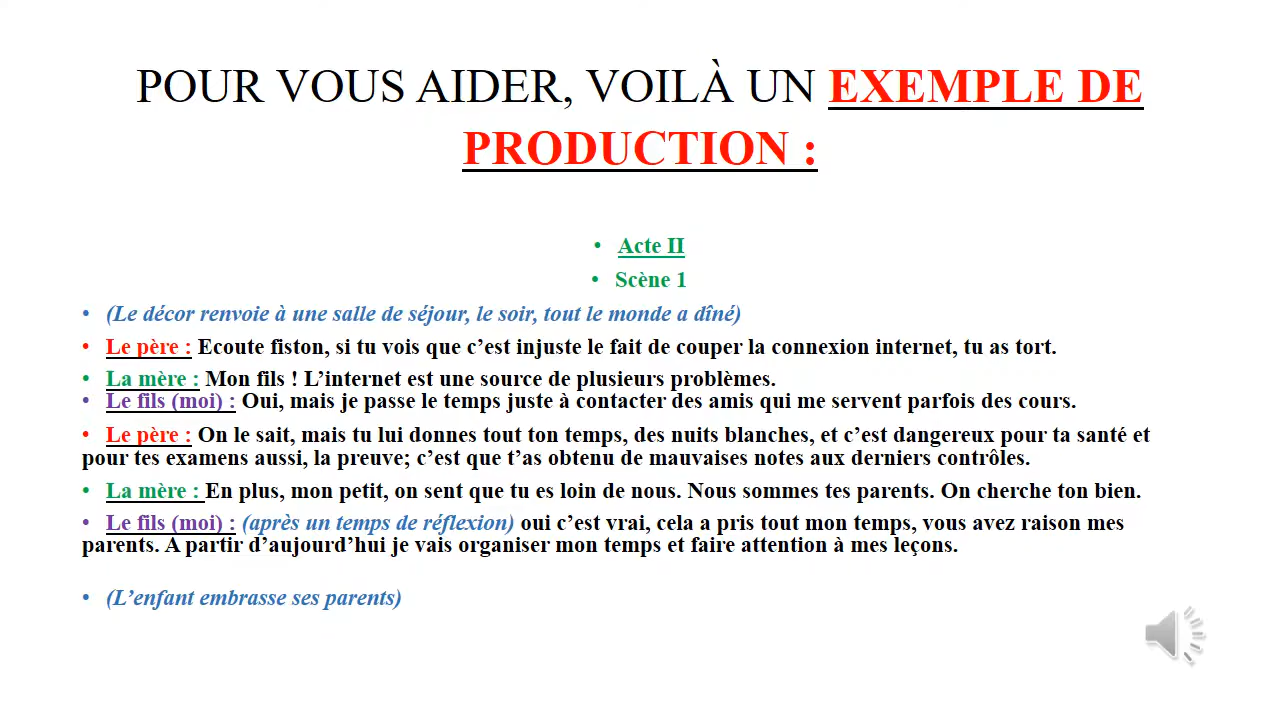 POUR VOUS AIDER, VOILÀ UN EXEMPLE DE
PRODUCTION :
• Acte II
• Scène 1
• (Le décor renvoie à une salle de séjour, le soir, tout le monde a dîné)
• Le père : Ecoute fiston, si tu vois que c’est injuste le fait de couper la connexion internet, tu as tort.
• La mère : Mon fils ! L’internet est une source de plusieurs problèmes.
• Le fils (moi) : Oui, mais je passe le temps juste à contacter des amis qui me servent parfois des cours.
• Le père : On le sait, mais tu lui donnes tout ton temps, des nuits blanches, et c’est dangereux pour ta santé et
pour tes examens aussi, la preuve; c’est que t’as obtenu de mauvaises notes aux derniers contrôles.
• La mère : En plus, mon petit, on sent que tu es loin de nous. Nous sommes tes parents. On cherche ton bien.
• Le fils (moi) : (après un temps de réflexion) oui c’est vrai, cela a pris tout mon temps, vous avez raison mes
parents. A partir d’aujourd’hui je vais organiser mon temps et faire attention à mes leçons.
• (L’enfant embrasse ses parents)